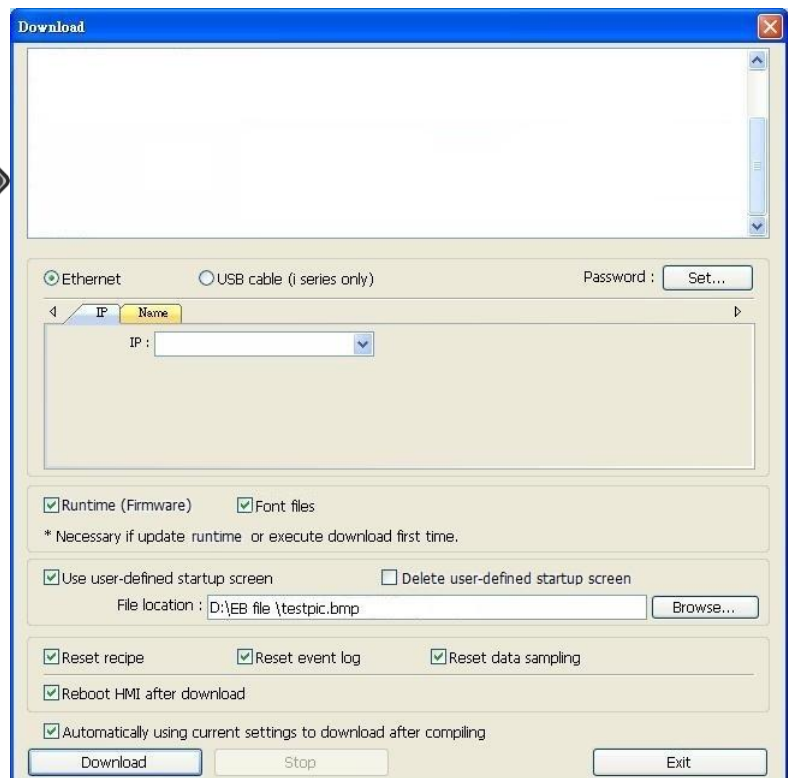 Download
Ethernet USB cable (i series only) Password : Set...
IP Name
IP :
Runtime (Firmware) Font files
* Necessary if update runtime or execute download first time.
Use user-defined startup screen Delete user-defined startup screen
File location : D:\EB file \testpic.bmp Browse...
Reset recipe Reset event log Reset data sampling
Reboot HMI after download
Automatically using current settings to download after compiling
Download Stop Exit